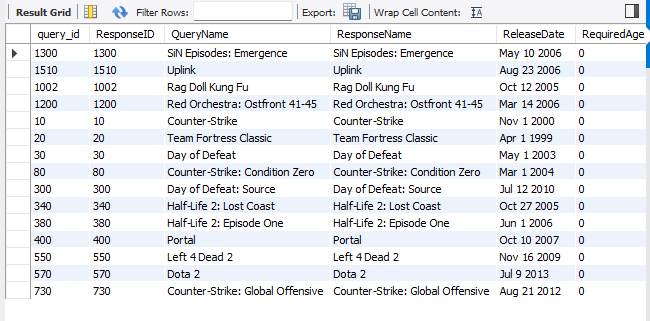 Result Grid Filter Rows: Export: Wrap Cell Content:
query_id ResponseID QueryName ResponseName ReleaseDate RequiredAge
1300 1300 SiN Episodes: Emergence SiN Episodes: Emergence May 10 2006 0
1510 1510 Uplink Uplink Aug 23 2006 0
1002 1002 Rag Doll Kung Fu Rag Doll Kung Fu Oct 12 2005 0
1200 1200 Red Orchestra: Ostfront 41-45 Red Orchestra: Ostfront 41-45 Mar 14 2006 0
10 10 Counter-Strike Counter-Strike Nov 1 2000 0
20 20 Team Fortress Classic Team Fortress Classic Apr 1 1999 0
30 30 Day of Defeat Day of Defeat May 1 2003 0
80 80 Counter-Strike: Condition Zero Counter-Strike: Condition Zero Mar 1 2004 0
300 300 Day of Defeat: Source Day of Defeat: Source Jul 12 2010 0
340 340 Half-Life 2: Lost Coast Half-Life 2: Lost Coast Oct 27 2005 0
380 380 Half-Life 2: Episode One Half-Life 2: Episode One Jun 1 2006 0
400 400 Portal Portal Oct 10 2007 0
550 550 Left 4 Dead 2 Left 4 Dead 2 Nov 16 2009 0
570 570 Dota 2 Dota 2 Jul 9 2013 0
730 730 Counter-Strike: Global Offensive Counter-Strike: Global Offensive Aug 21 2012 0